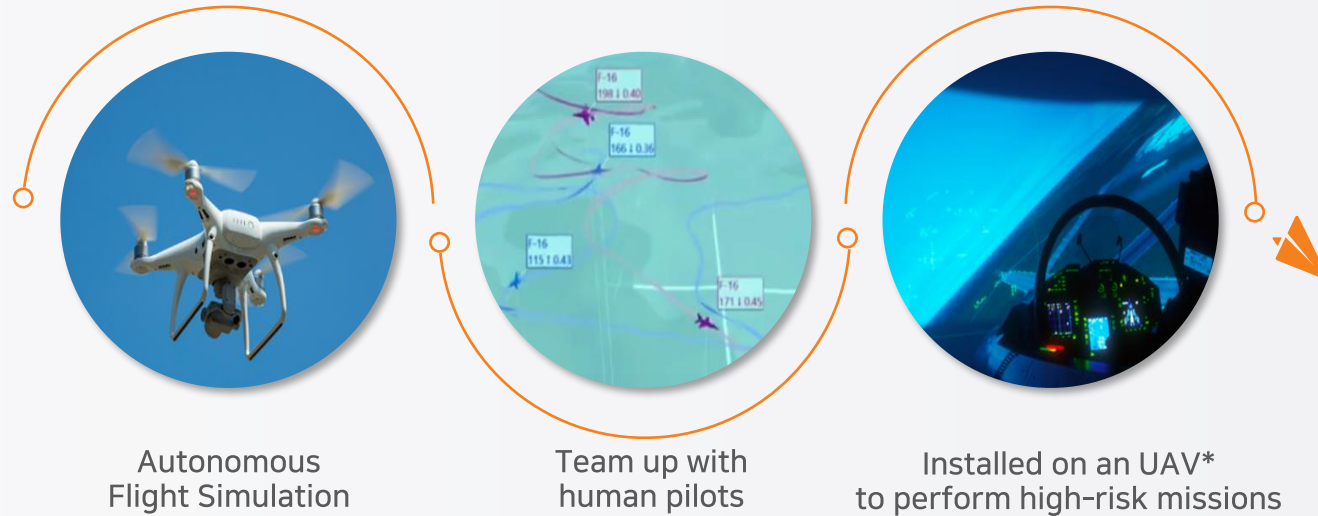 F-16
198↓0.40
F-16
166↓0.36
F-16
115↑0.43
F-16
171↓0.45
Autonomous
Flight Simulation
Team up with
human pilots
Installed on an UAV*
to perform high-risk missions